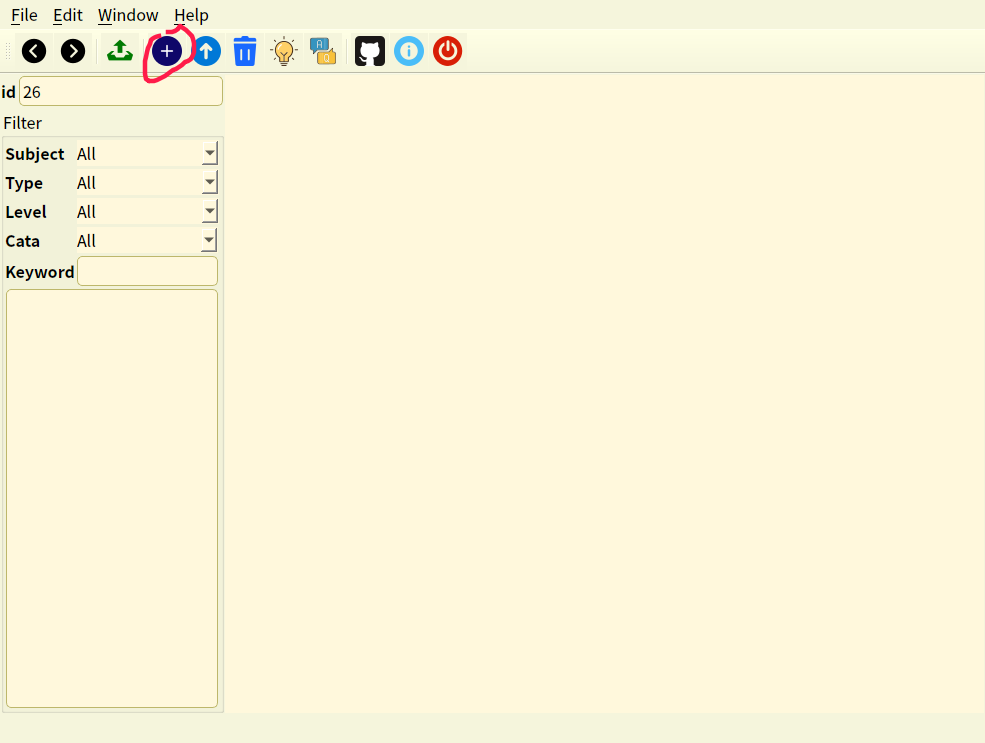 File Edit Window Help
id 26
Filter
Subject All
Type All
Level All
Cata All
Keyword